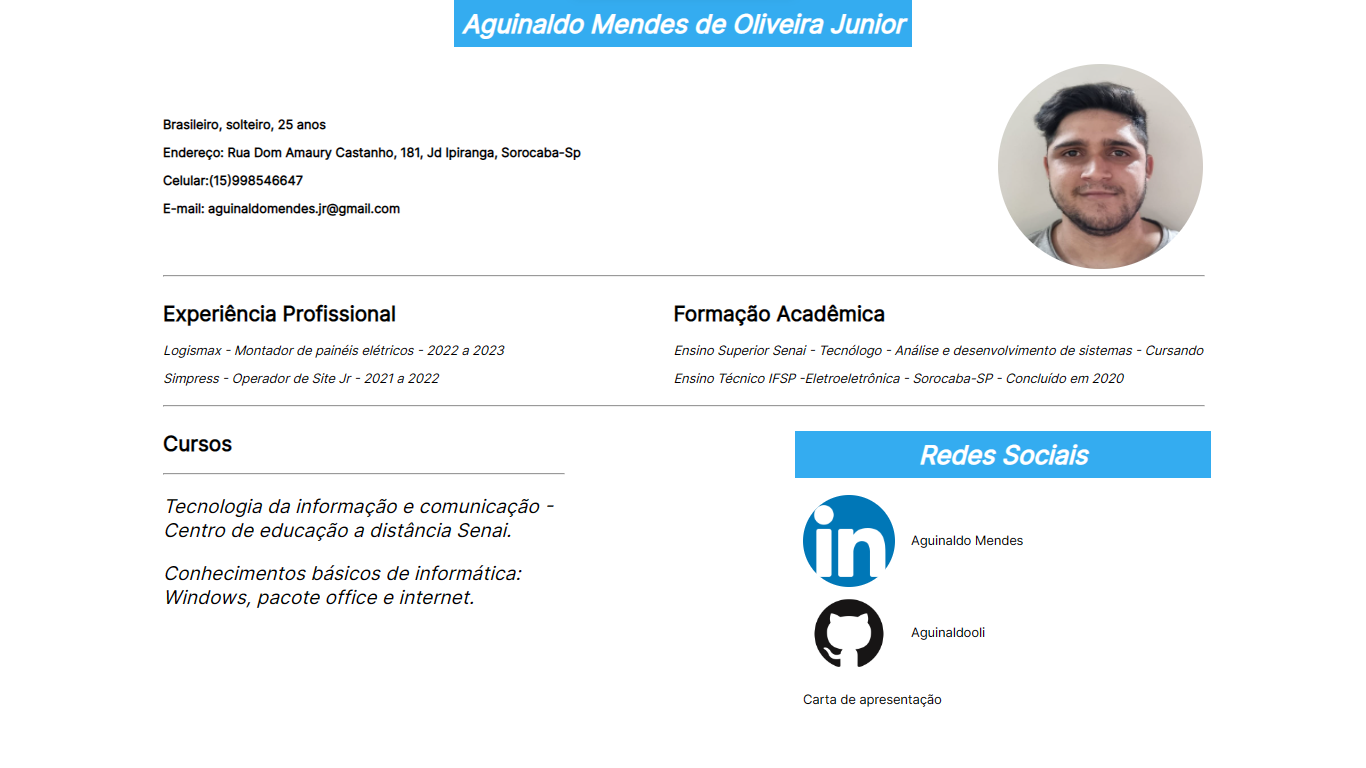 Aguinaldo Mendes de Oliveira Junior
Brasileiro, solteiro, 25 anos
Endereço: Rua Dom Amaury Castanho, 181, Jd Ipiranga, Sorocaba-Sp
Celular:(15)998546647
E-mail: aguinaldomendes.jr@gmail.com
Experiência Profissional
Logismax - Montador de painéis elétricos - 2022 a 2023
Simpress - Operador de Site Jr - 2021 a 2022
Formação Acadêmica
Ensino Superior Senai - Tecnólogo - Análise e desenvolvimento de sistemas - Cursando
Ensino Técnico IFSP -Eletroeletrônica - Sorocaba-SP - Concluído em 2020
Cursos
Tecnologia da informação e comunicação -
Centro de educação a distância Senai.
Conhecimentos básicos de informática:
Windows, pacote office e internet.
Redes Sociais
in
Aguinaldo Mendes
Aguinaldooli
Carta de apresentação